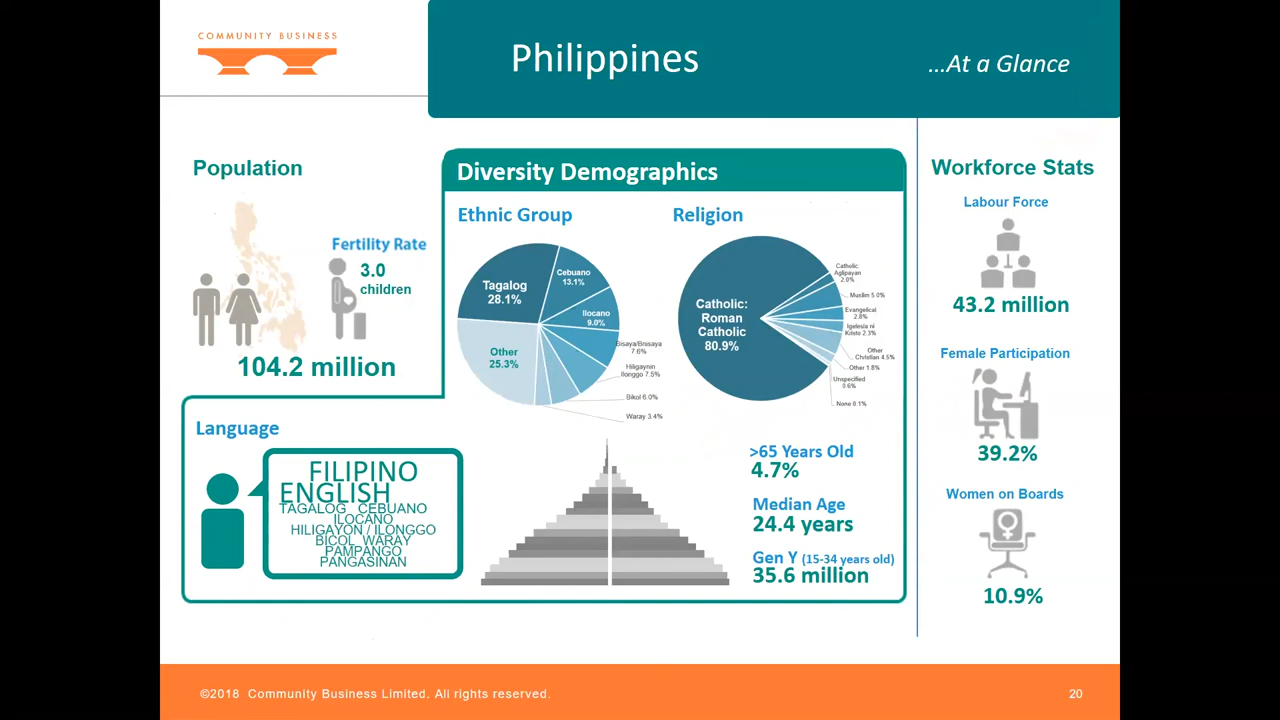 COMMUNITY BUSINESS
Philippines
...At a Glance
Population
Fertility Rate
3.0
children
104.2 million
Language
FILIPINO
ENGLISH
TAGALOG CEBUANO
ILOCANO
HILIGAYON / ILONGGO
BICOL WARAY
PAMPANGO
PANGASINAN
Diversity Demographics
Ethnic Group
Tagalog
28.1%
Cebuano
13.1%
Ilocano
9.0%
Bisaya/Bnisaya
7.6%
Hiligaynin
Ilonggo 7.5%
Bikol 6.0%
Waray 3.4%
Other
25.3%
Religion
Catholic:
Roman
Catholic
80.9%
Catholic:
Aglipayan
2.0%
Muslim 5.0%
Evangelical
2.8%
Igelesia ni
Kristo 2.3%
Other
Christian 4.5%
Other 1.8%
Unspecified
0.6%
None 0.1%
>65 Years Old
4.7%
Median Age
24.4 years
Gen Y (15-34 years old)
35.6 million
Workforce Stats
Labour Force
43.2 million
Female Participation
39.2%
Women on Boards
10.9%
©2018 Community Business Limited. All rights reserved.
20